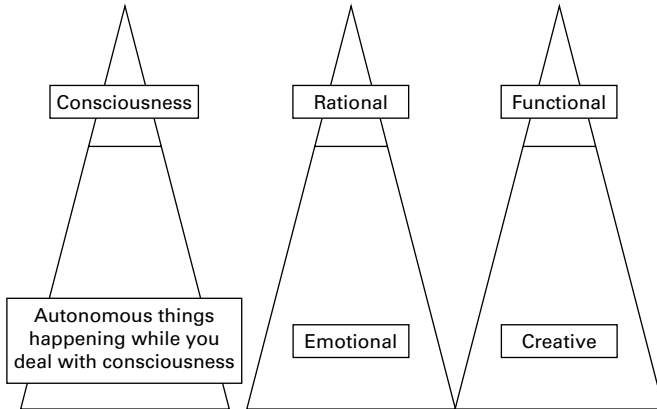 Consciousness
Rational
Functional
Autonomous things
happening while you
deal with consciousness
Emotional
Creative